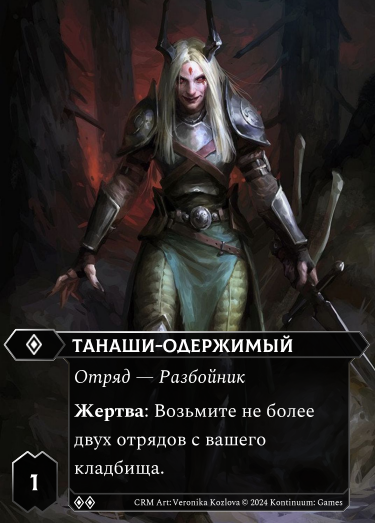 ТАНАШИ-ОДЕРЖИМЫЙ
Отряд — Разбойник
Жертва: Возьмите не более
двух отрядов с вашего
кладбища.
1
CRM Art: Veronika Kozlova © 2024 Kontinuum: Games